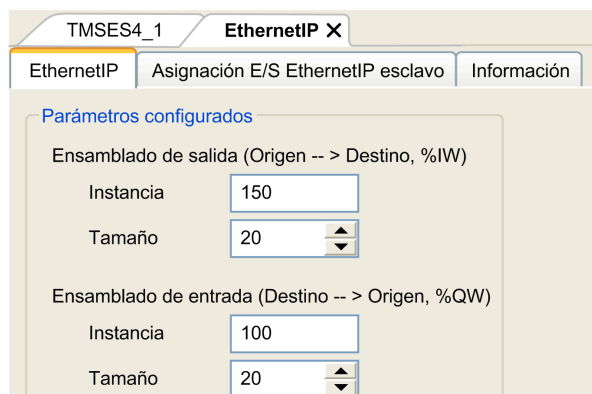 TMSES4_1 EthernetIP X
EthernetIP Asignación E/S EthernetIP esclavo Información
Parámetros configurados
Ensamblado de salida (Origen -- > Destino, %IW)
Instancia 150
Tamaño 20
Ensamblado de entrada (Destino -- > Origen, %QW)
Instancia 100
Tamaño 20